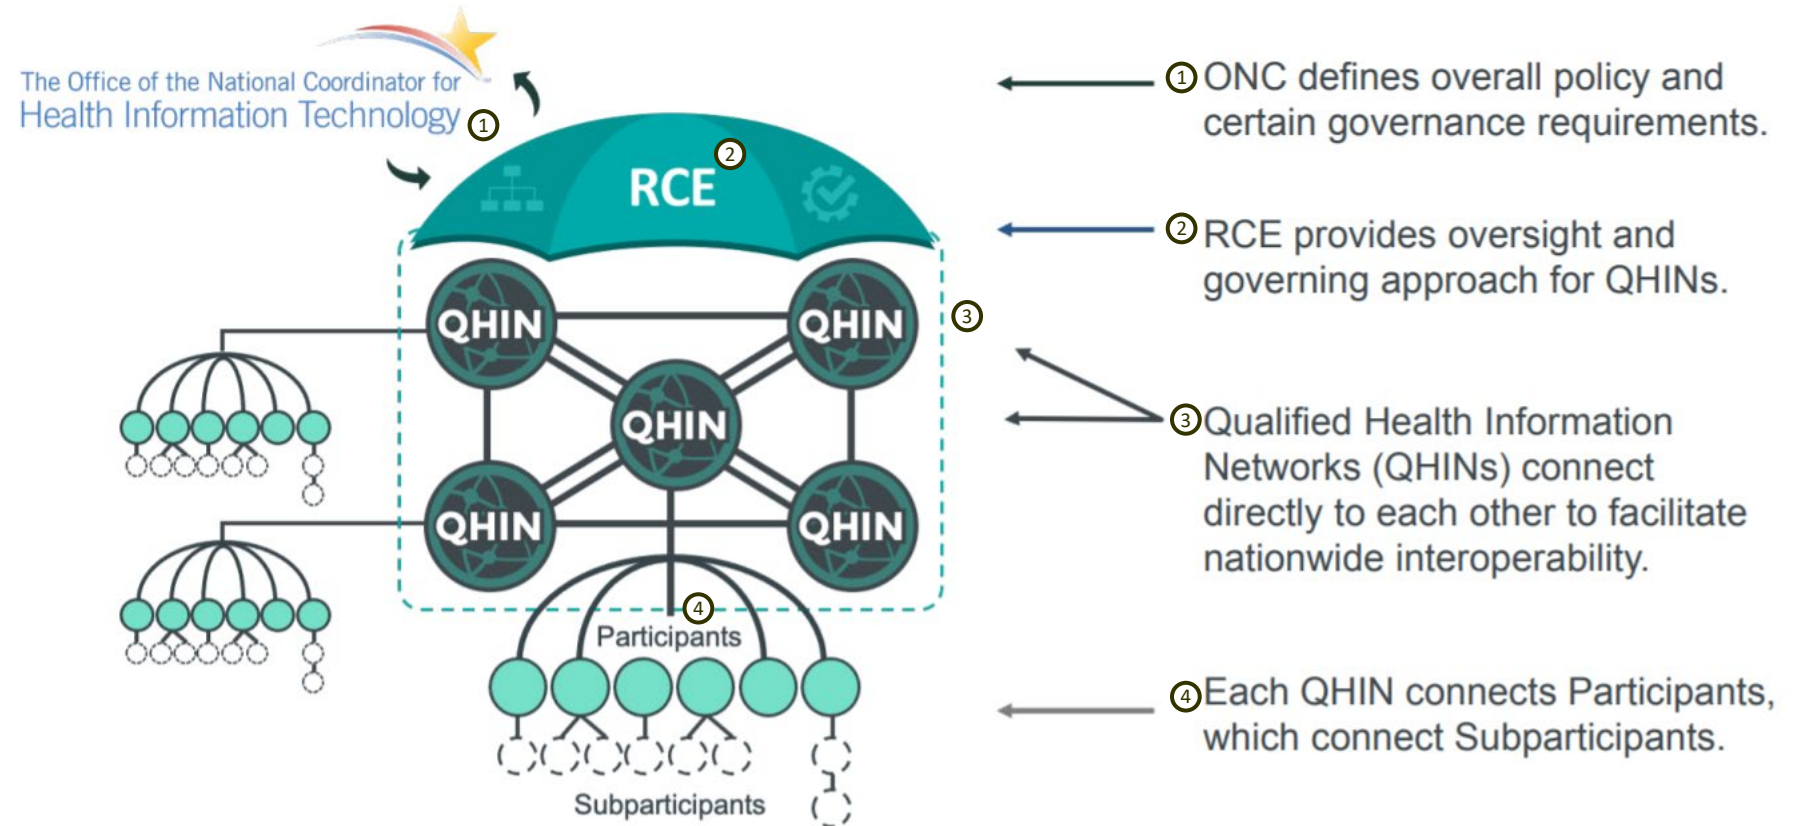 The Office of the National Coordinator for
Health Information Technology
1
RCE
2
QHIN
QHIN
3
QHIN
QHIN
QHIN
4
Participants
Subparticipants
1 ONC defines overall policy and
certain governance requirements.
2 RCE provides oversight and
governing approach for QHINs.
3 Qualified Health Information
Networks (QHINs) connect
directly to each other to facilitate
nationwide interoperability.
4 Each QHIN connects Participants,
which connect Subparticipants.